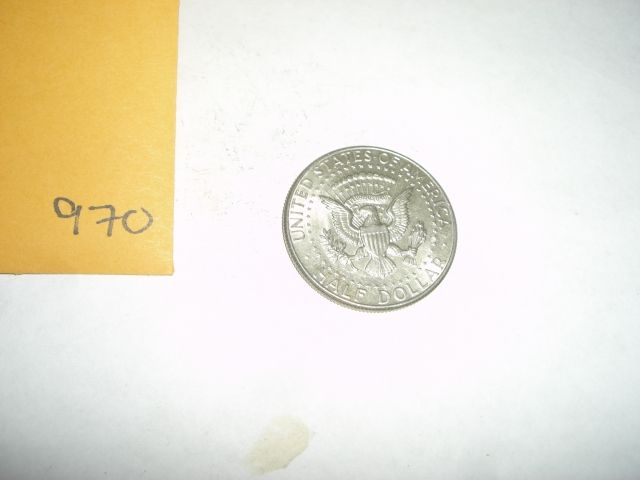 970
UNITED STATES OF AMERICA
HALF DOLLAR